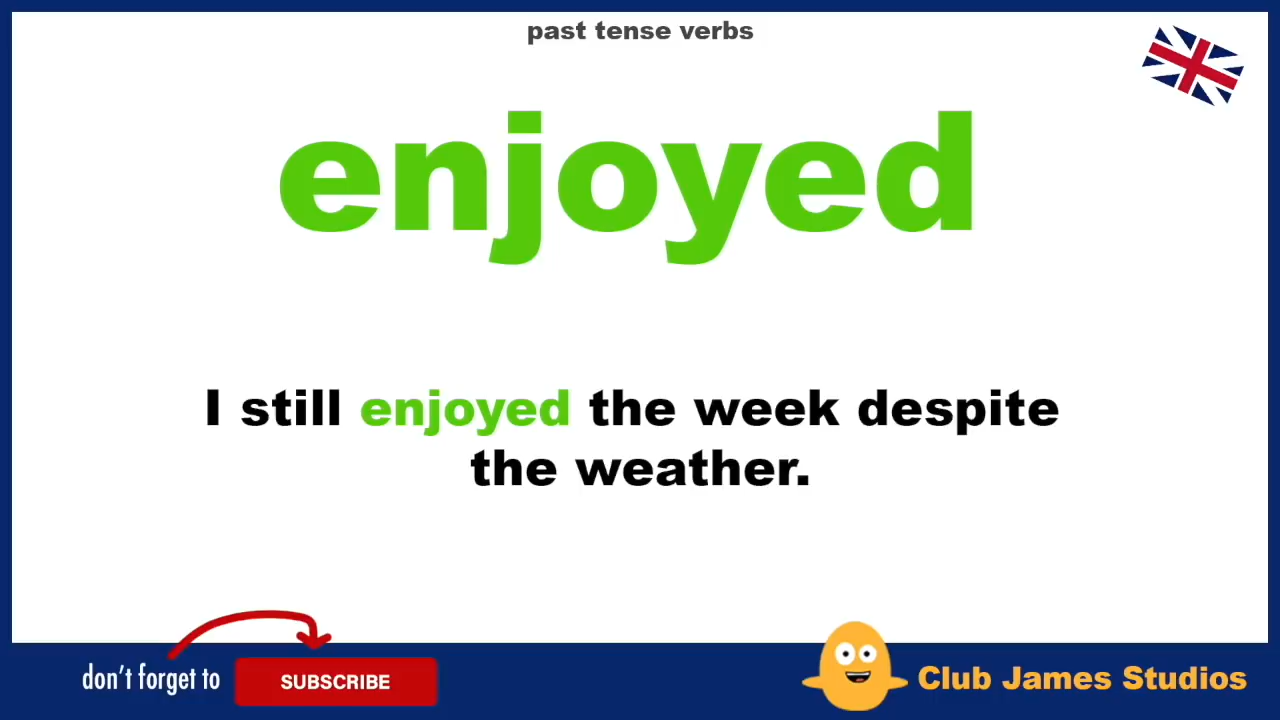 past tense verbs
enjoyed
I still enjoyed the week despite
the weather.
don't forget to
SUBSCRIBE
Club James Studios